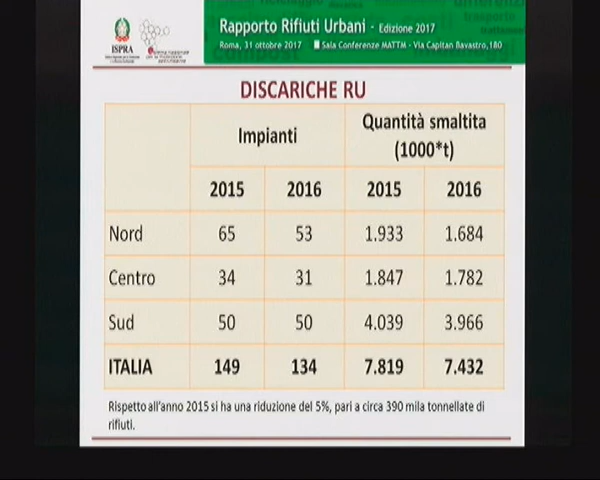 Rapporto Rifiuti Urbani - Edizione 2017
Roma, 31 ottobre 2017 Sala Conferenze MATTM - Via Capitan Bavastro,180
ISPRA
DISCARICHE RU
Impianti Quantità smaltita (1000*t)
2015 2016 2015 2016
Nord 65 53 1.933 1.684
Centro 34 31 1.847 1.782
Sud 50 50 4.039 3.966
ITALIA 149 134 7.819 7.432
Rispetto all'anno 2015 si ha una riduzione del 5%, pari a circa 390 mila tonnellate di
rifiuti.